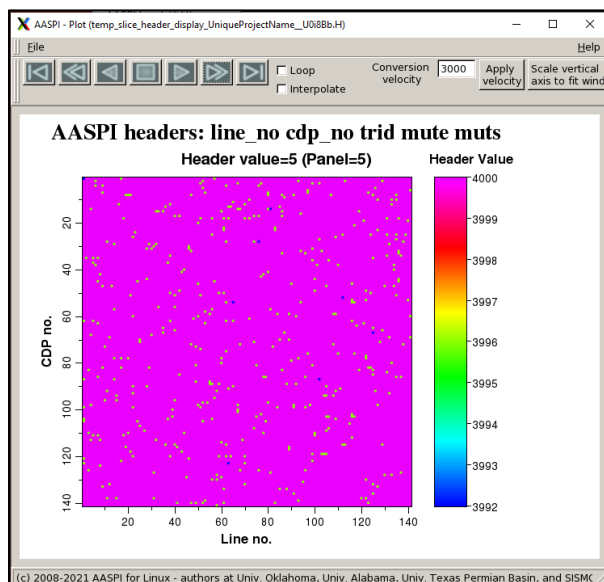 AASPI - Plot (temp_slice_header_display_UniqueProjectName__U0i8Bb.H)
File Help
Loop
Interpolate
Conversion velocity
3000
Apply velocity
Scale vertical axis to fit wind
AASPI headers: line_no cdp_no trid mute muts
Header value=5 (Panel=5)
Header Value
CDP no.
20
40
60
80
100
120
140
20 40 60 80 100 120 140
Line no.
4000
3999
3998
3997
3996
3995
3994
3993
3992
(c) 2008-2021 AASPI for Linux - authors at Univ. Oklahoma, Univ. Alabama, Univ. Texas Permian Basin, and SISMO